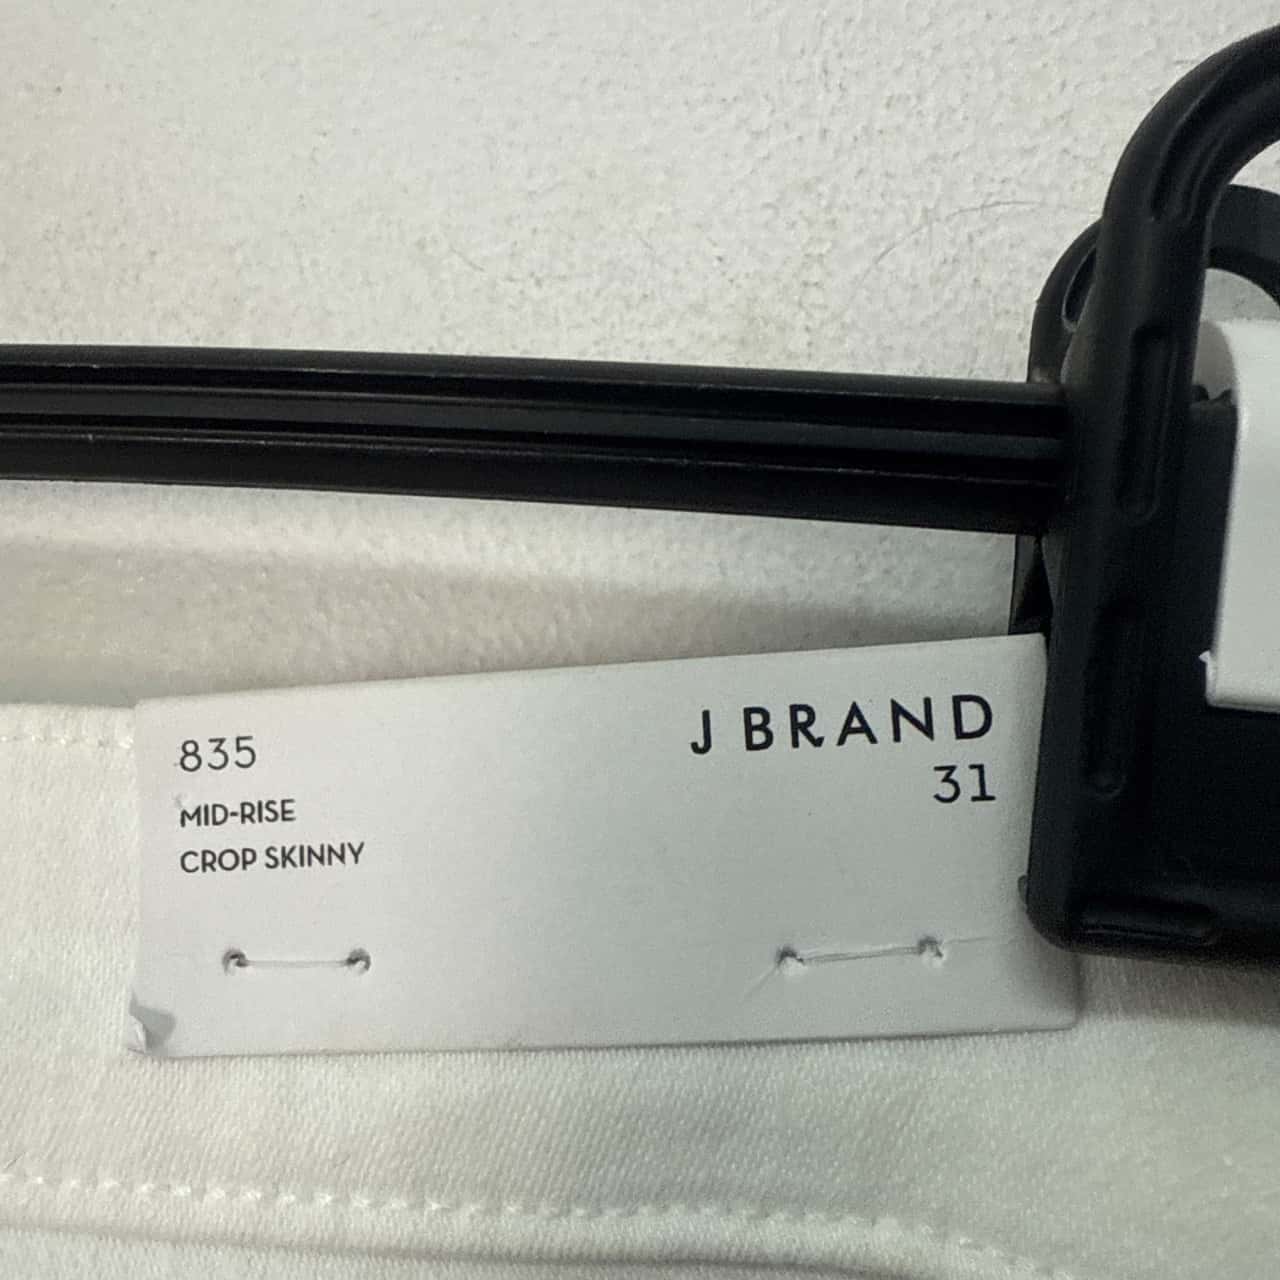 835
MID-RISE
CROP SKINNY
J BRAND
31